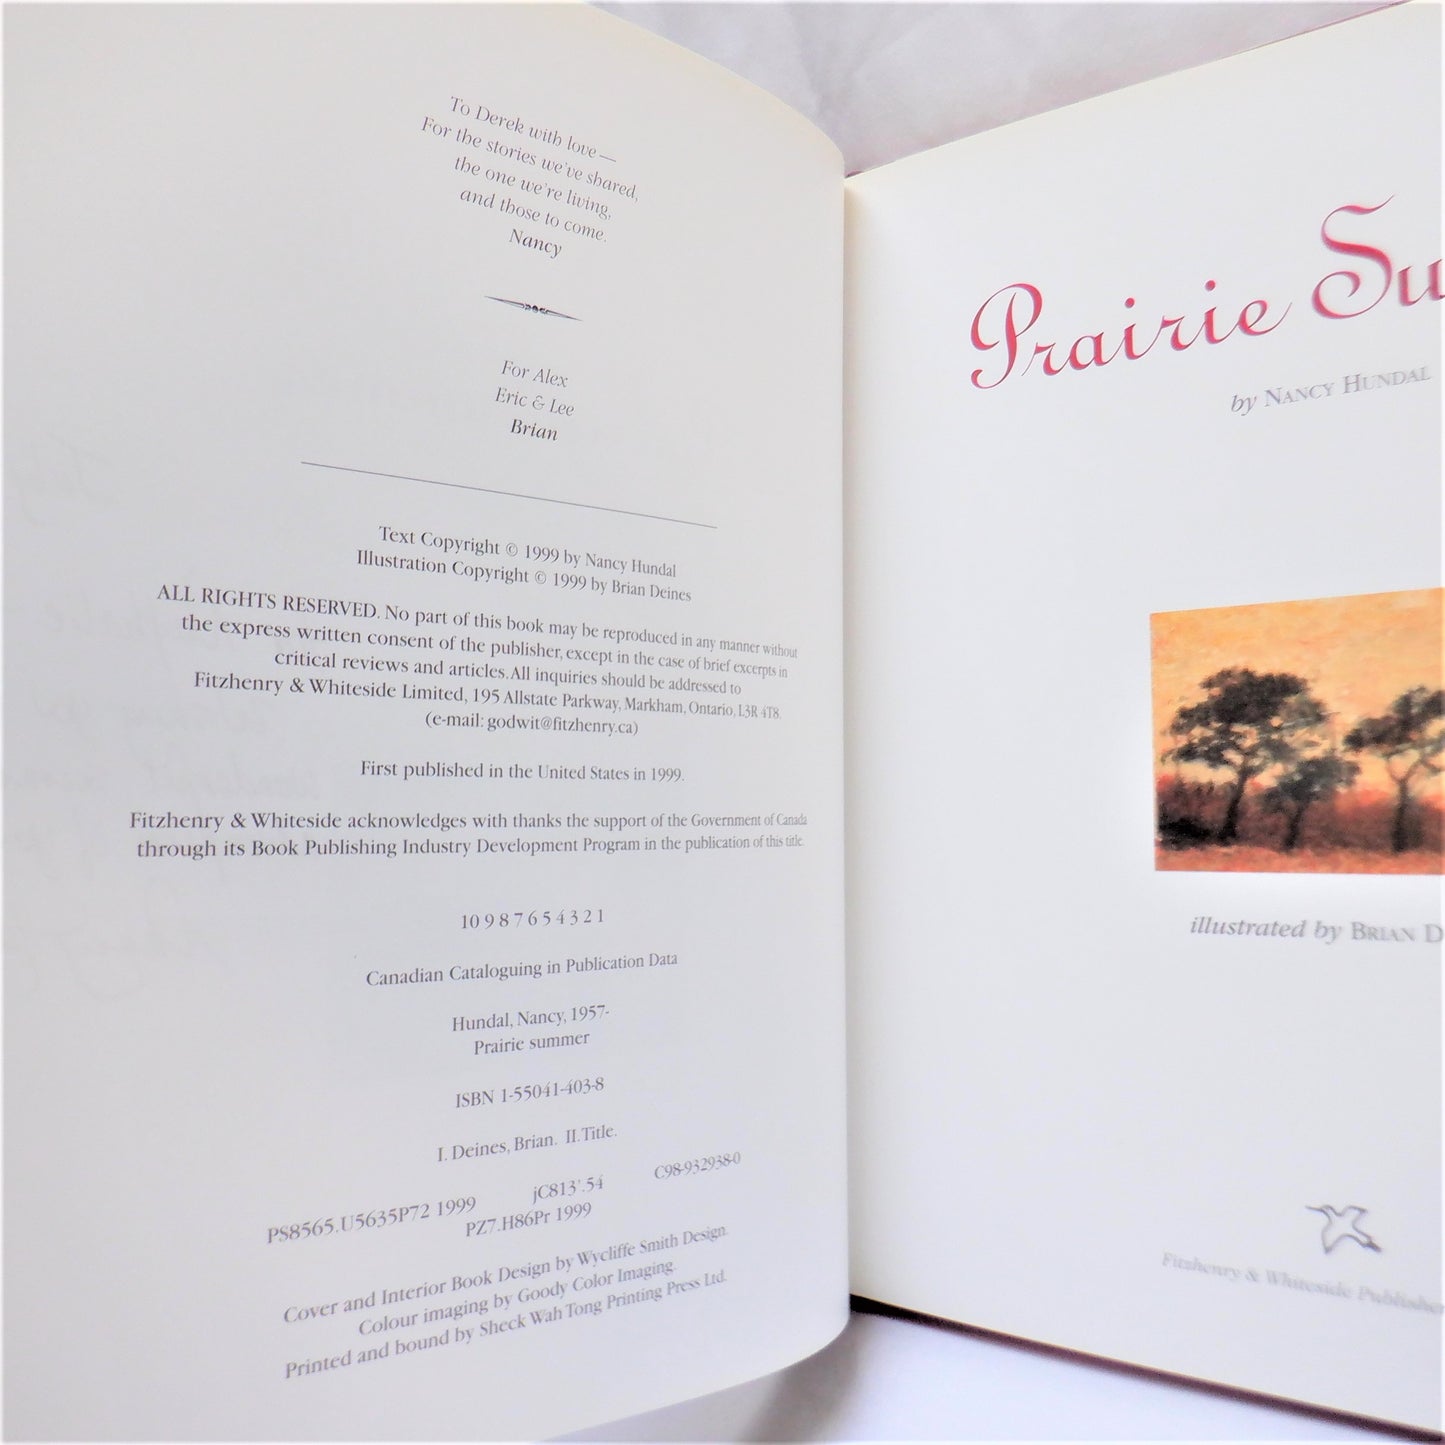 To Derek with love—
For the stories we've shared,
the one we're living,
and those to come.
Nancy
For Alex
Eric & Lee
Brian
Text Copyright © 1999 by Nancy Hundal
Illustration Copyright © 1999 by Brian Deines
ALL RIGHTS RESERVED. No part of this book may be reproduced in any manner without
the express written consent of the publisher, except in the case of brief excerpts in
critical reviews and articles. All inquiries should be addressed to
Fitzhenry & Whiteside Limited, 195 Allstate Parkway, Markham, Ontario, L3R 4T8.
(e-mail: godwit@fitzhenry.ca)
First published in the United States in 1999.
Fitzhenry & Whiteside acknowledges with thanks the support of the Government of Canada
through its Book Publishing Industry Development Program in the publication of this title.
10 9 8 7 6 5 4 3 2 1
Canadian Cataloguing in Publication Data
Hundal, Nancy, 1957-
Prairie summer
ISBN 1-55041-403-8
I. Deines, Brian. II. Title.
PS8565.U5635P72 1999 jC813'.54 C98-932938-0
PZ7.H86Pr 1999
Cover and Interior Book Design by Wycliffe Smith Design.
Colour imaging by Goody Color Imaging.
Printed and bound by Sheck Wah Tong Printing Press Ltd.
Prairie Su
by NANCY HUNDAL
illustrated by BRIAN D
Fitzhenry & Whiteside Publisher